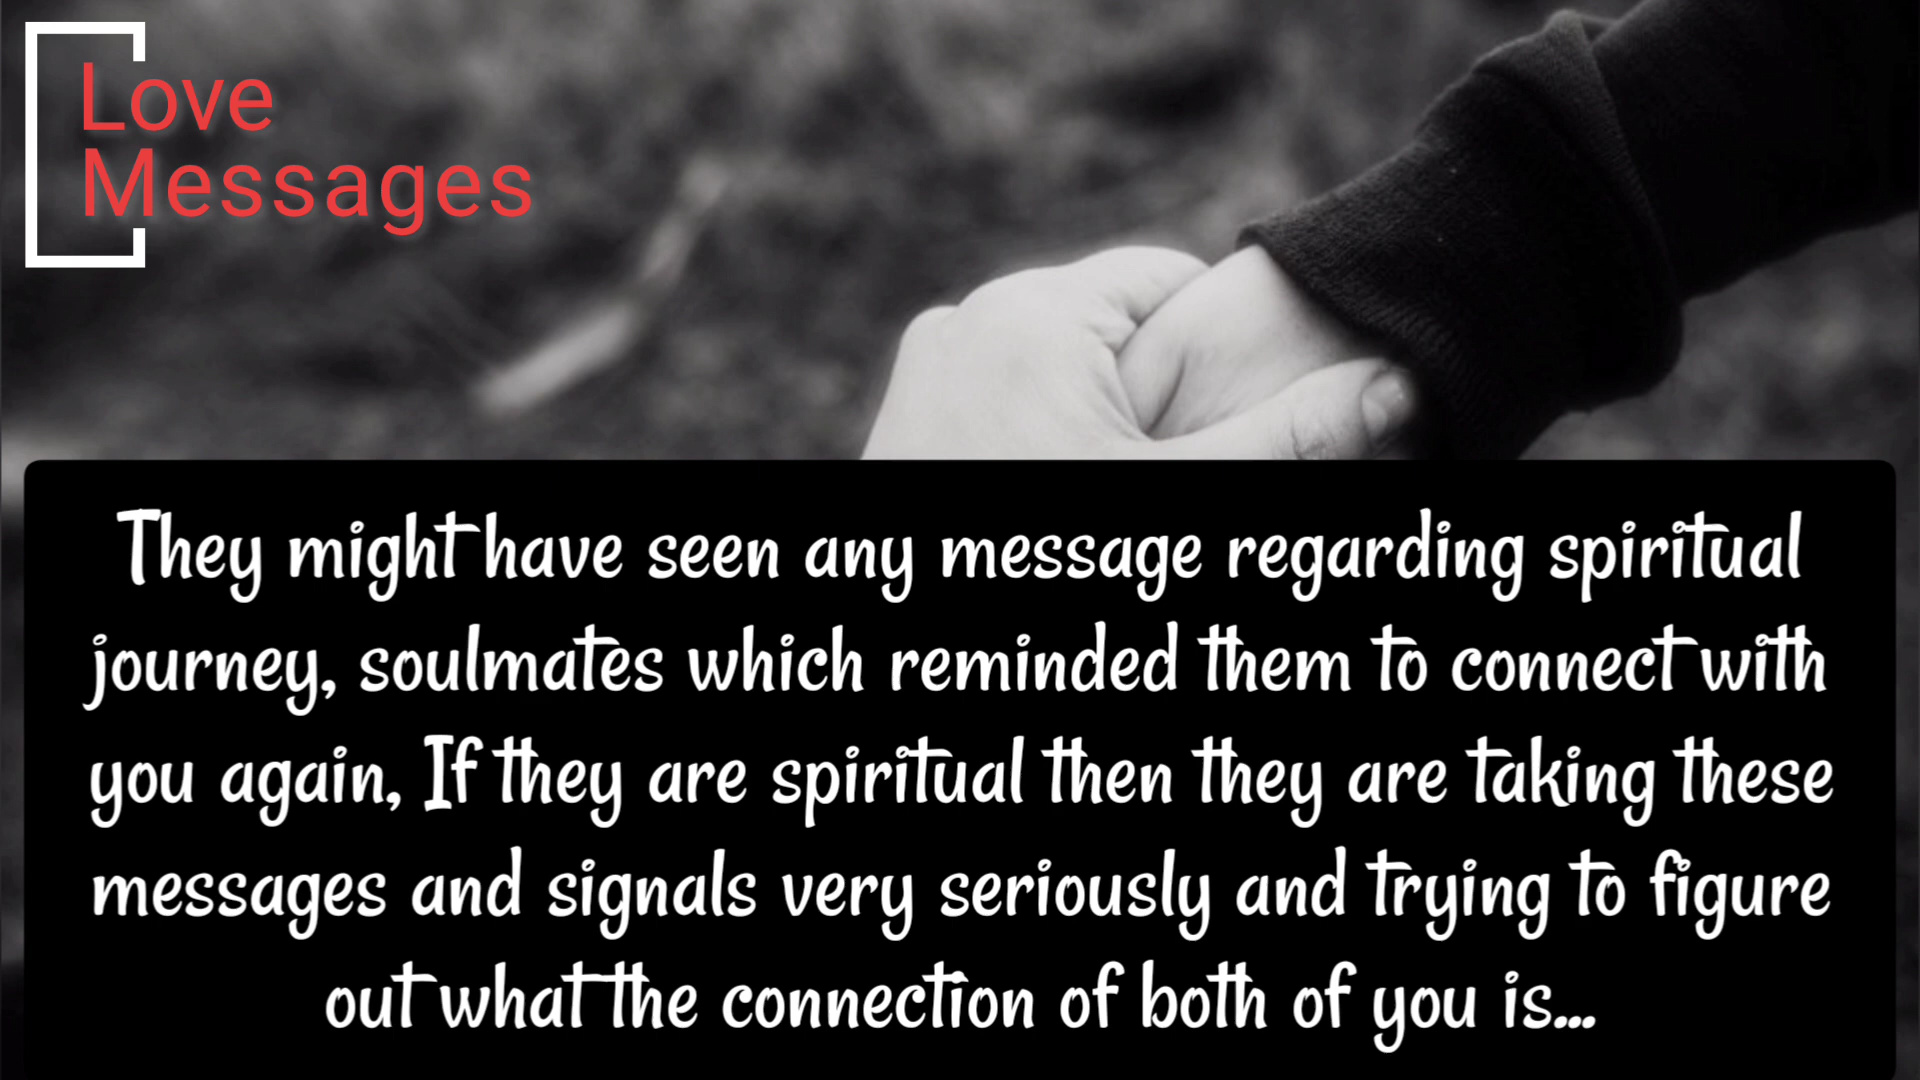 Love
Messages
They might have seen any message regarding spiritual
journey, soulmates which reminded them to connect with
you again, If they are spiritual then they are taking these
messages and signals very seriously and trying to figure
out what the connection of both of you is...